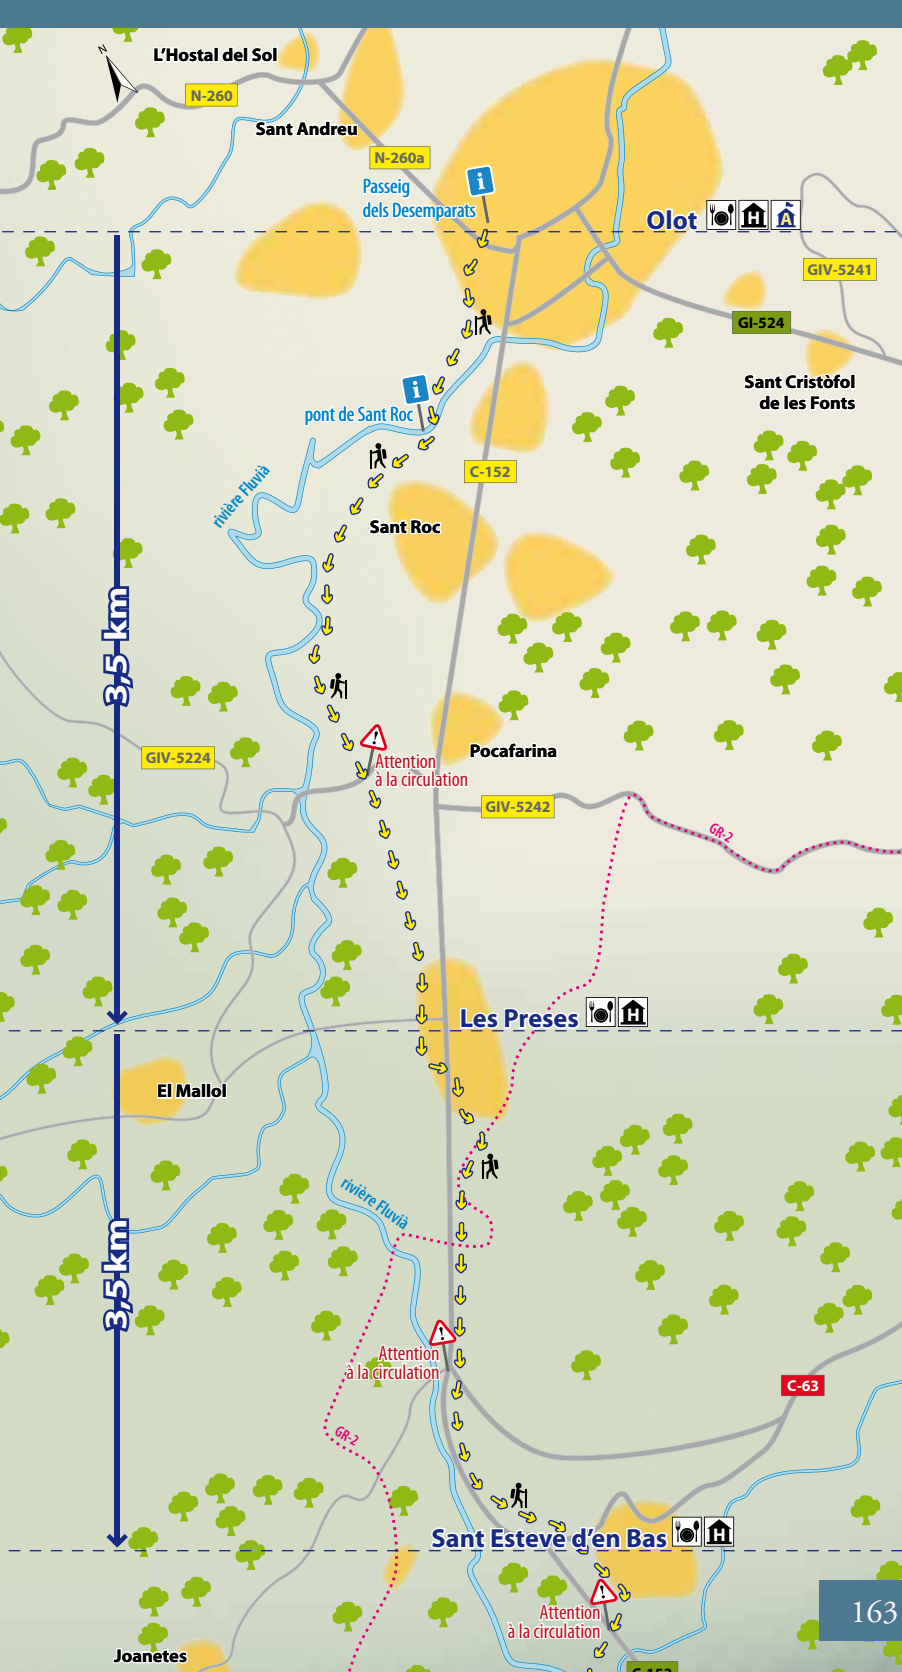 N
L'Hostal del Sol
N-260
Sant Andreu
N-260a
Passeig
dels Desemparats
i
Olot
H
A
GIV-5241
GI-524
Sant Cristòfol
de les Fonts
i
pont de Sant Roc
C-152
rivière Fluvià
Sant Roc
3,5 km
GIV-5224
Pocafarina
!
Attention
à la circulation
GIV-5242
GR-2
Les Preses
H
El Mallol
rivière Fluvià
3,5 km
!
Attention
à la circulation
C-63
GR-2
Sant Esteve d'en Bas
H
!
Attention
à la circulation
163
Joanetes
C-152